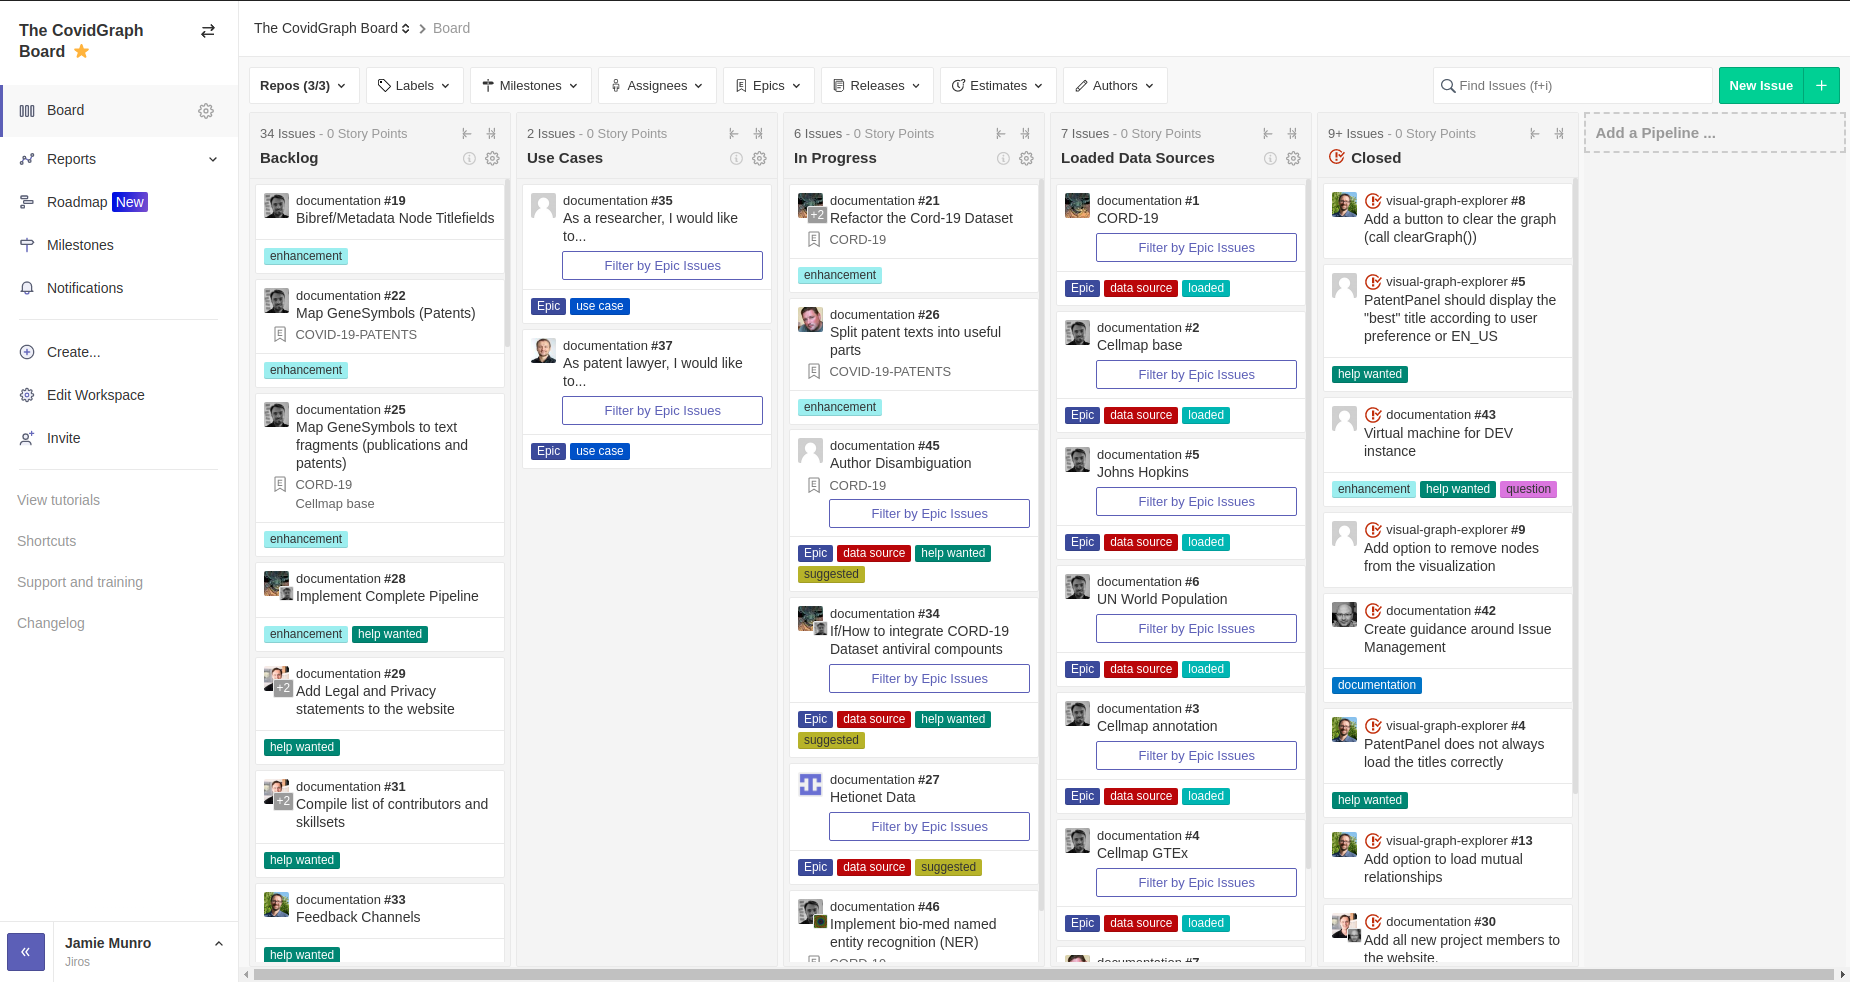 The CovidGraph
Board
Board
Reports
Roadmap New
Milestones
Notifications
Create...
Edit Workspace
Invite
View tutorials
Shortcuts
Support and training
Changelog
«
Jamie Munro
Jiros
The CovidGraph Board > Board
Repos (3/3) Labels Milestones Assignees Epics Releases Estimates Authors
Find Issues (f+i)
New Issue +
34 Issues - 0 Story Points
Backlog
documentation #19
Bibref/Metadata Node Titlefields
enhancement
documentation #22
Map GeneSymbols (Patents)
COVID-19-PATENTS
enhancement
documentation #25
Map GeneSymbols to text
fragments (publications and
patents)
CORD-19
Cellmap base
enhancement
documentation #28
Implement Complete Pipeline
enhancement help wanted
documentation #29
+2
Add Legal and Privacy
statements to the website
help wanted
documentation #31
+2
Compile list of contributors and
skillsets
help wanted
documentation #33
Feedback Channels
help wanted
2 Issues - 0 Story Points
Use Cases
documentation #35
As a researcher, I would like
to...
Filter by Epic Issues
Epic use case
documentation #37
As patent lawyer, I would like
to...
Filter by Epic Issues
Epic use case
6 Issues - 0 Story Points
In Progress
documentation #21
+2
Refactor the Cord-19 Dataset
CORD-19
enhancement
documentation #26
Split patent texts into useful
parts
COVID-19-PATENTS
enhancement
documentation #45
Author Disambiguation
CORD-19
Filter by Epic Issues
Epic data source help wanted
suggested
documentation #34
If/How to integrate CORD-19
Dataset antiviral compounts
Filter by Epic Issues
Epic data source help wanted
suggested
documentation #27
Hetionet Data
Filter by Epic Issues
Epic data source suggested
documentation #46
Implement bio-med named
entity recognition (NER)
CORD-19
7 Issues - 0 Story Points
Loaded Data Sources
documentation #1
CORD-19
Filter by Epic Issues
Epic data source loaded
documentation #2
Cellmap base
Filter by Epic Issues
Epic data source loaded
documentation #5
Johns Hopkins
Filter by Epic Issues
Epic data source loaded
documentation #6
UN World Population
Filter by Epic Issues
Epic data source loaded
documentation #3
Cellmap annotation
Filter by Epic Issues
Epic data source loaded
documentation #4
Cellmap GTEx
Filter by Epic Issues
Epic data source loaded
documentation #7
9+ Issues - 0 Story Points
Closed
visual-graph-explorer #8
Add a button to clear the graph
(call clearGraph())
visual-graph-explorer #5
PatentPanel should display the
"best" title according to user
preference or EN_US
help wanted
documentation #43
Virtual machine for DEV
instance
enhancement help wanted question
visual-graph-explorer #9
Add option to remove nodes
from the visualization
documentation #42
Create guidance around Issue
Management
documentation
visual-graph-explorer #4
PatentPanel does not always
load the titles correctly
help wanted
visual-graph-explorer #13
Add option to load mutual
relationships
documentation #30
Add all new project members to
the website.
Add a Pipeline ...